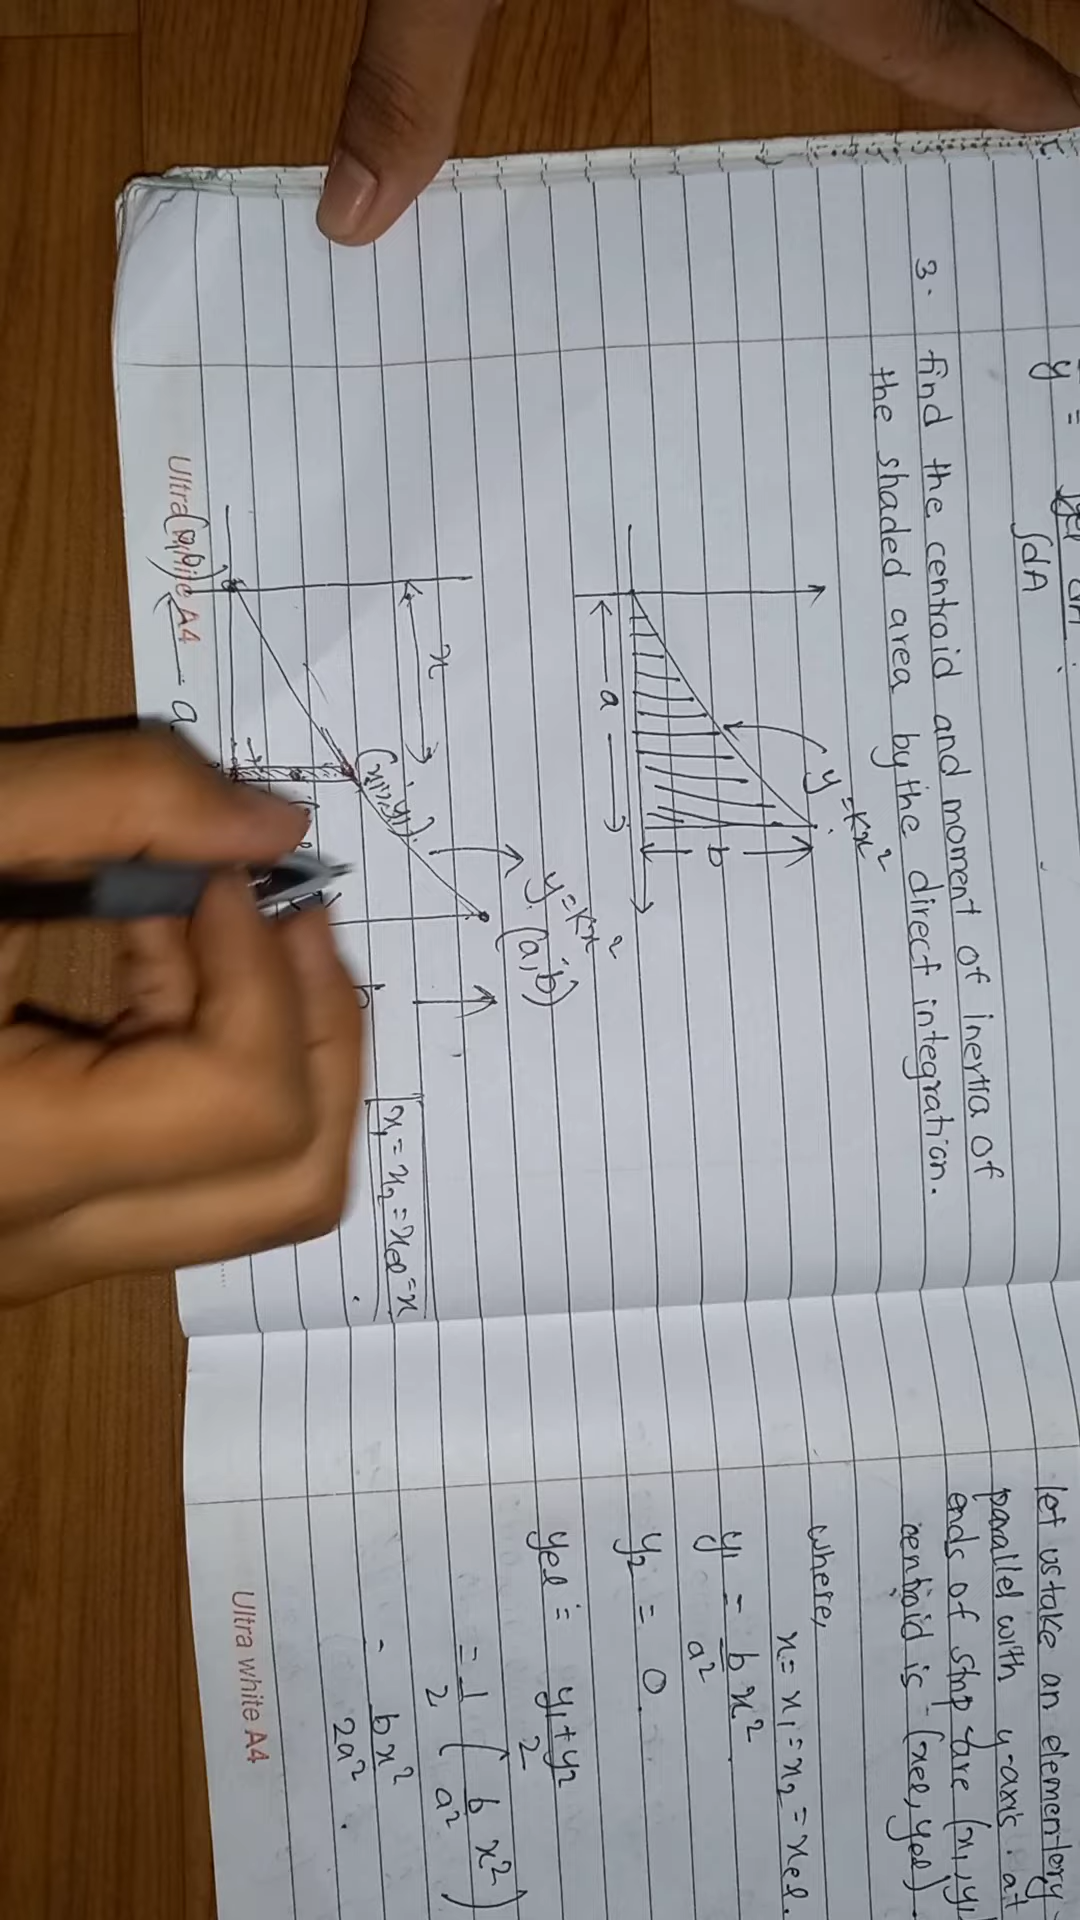 y =
∫dA
3. find the centroid and moment of inertia of
the shaded area by the direct integration.
y=kx²
b
a
x
(x₁, y₁)
y=kx²
(a,b)
b
a
x₁=x₂=xel=x
Ultra White A4
let us take an elementary
parallel with y-axis. at
ends of strip are (x₁, y₁
centroid is = (xel, yel).
where,
x= x₁ = x₂ = xel.
y₁ = b x²
a²
y₂ = 0.
yel = y₁+y₂
2
= 1 ( b x² )
2 a²
= bx²
2a².
Ultra white A4